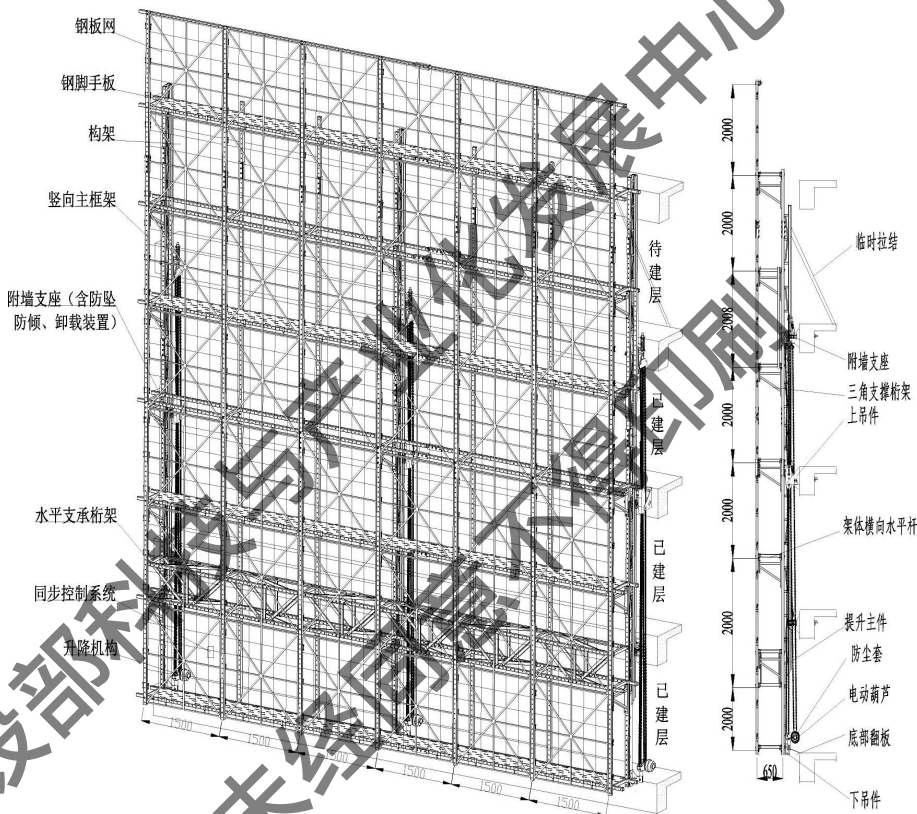 钢板网
钢脚手板
构架
竖向主框架
附墙支座（含防坠
防倾、卸载装置）
水平支承桁架
同步控制系统
升降机构
1500
1500
1500
1500
1500
待建层
已建层
已建层
已建层
2000
2000
2008
2000
2000
2000
2000
650
临时拉结
附墙支座
三角支撑桁架
上吊件
架体横向水平杆
提升主件
防尘套
电动葫芦
底部翻板
下吊件
设部科技与产业化发展中心
未经同意不得印刷